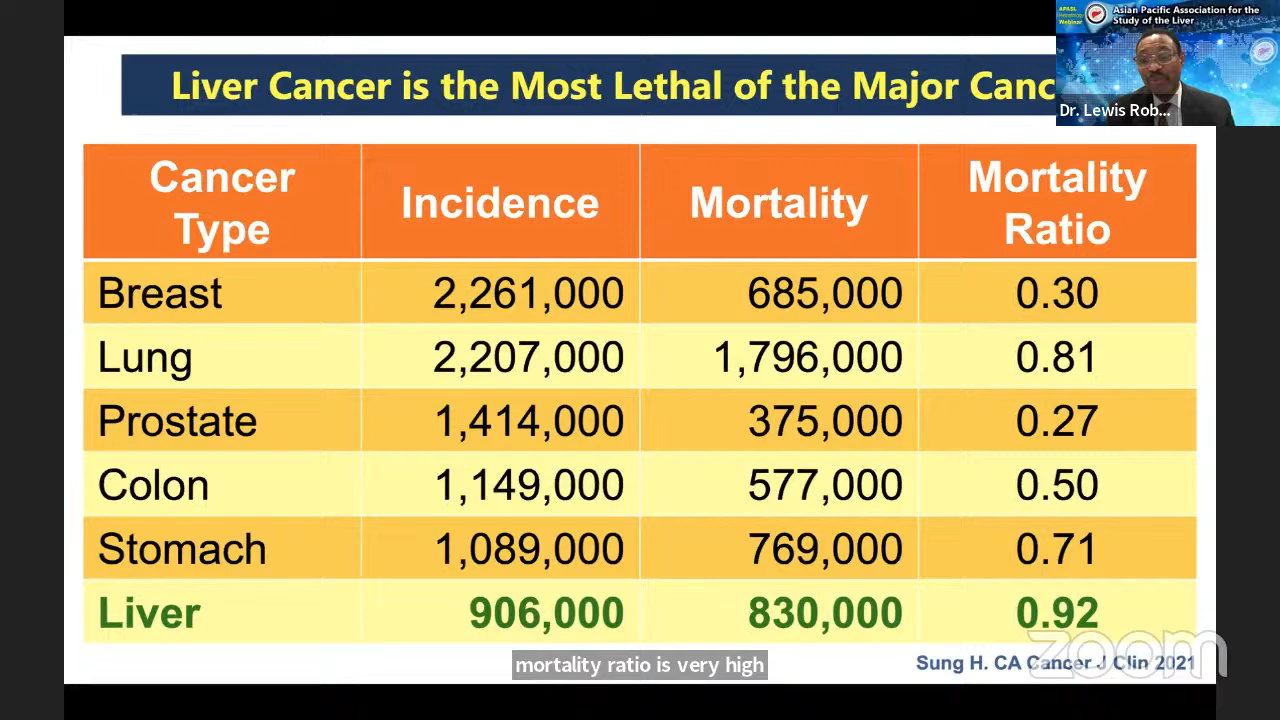 Liver Cancer is the Most Lethal of the Major Canc
APASL
Hepatology
Webinar
Asian Pacific Association for the
Study of the Liver
Dr. Lewis Rob...
Cancer Type Incidence Mortality Mortality Ratio
Breast 2,261,000 685,000 0.30
Lung 2,207,000 1,796,000 0.81
Prostate 1,414,000 375,000 0.27
Colon 1,149,000 577,000 0.50
Stomach 1,089,000 769,000 0.71
Liver 906,000 830,000 0.92
mortality ratio is very high
Sung H. CA Cancer J Clin 2021
zoom